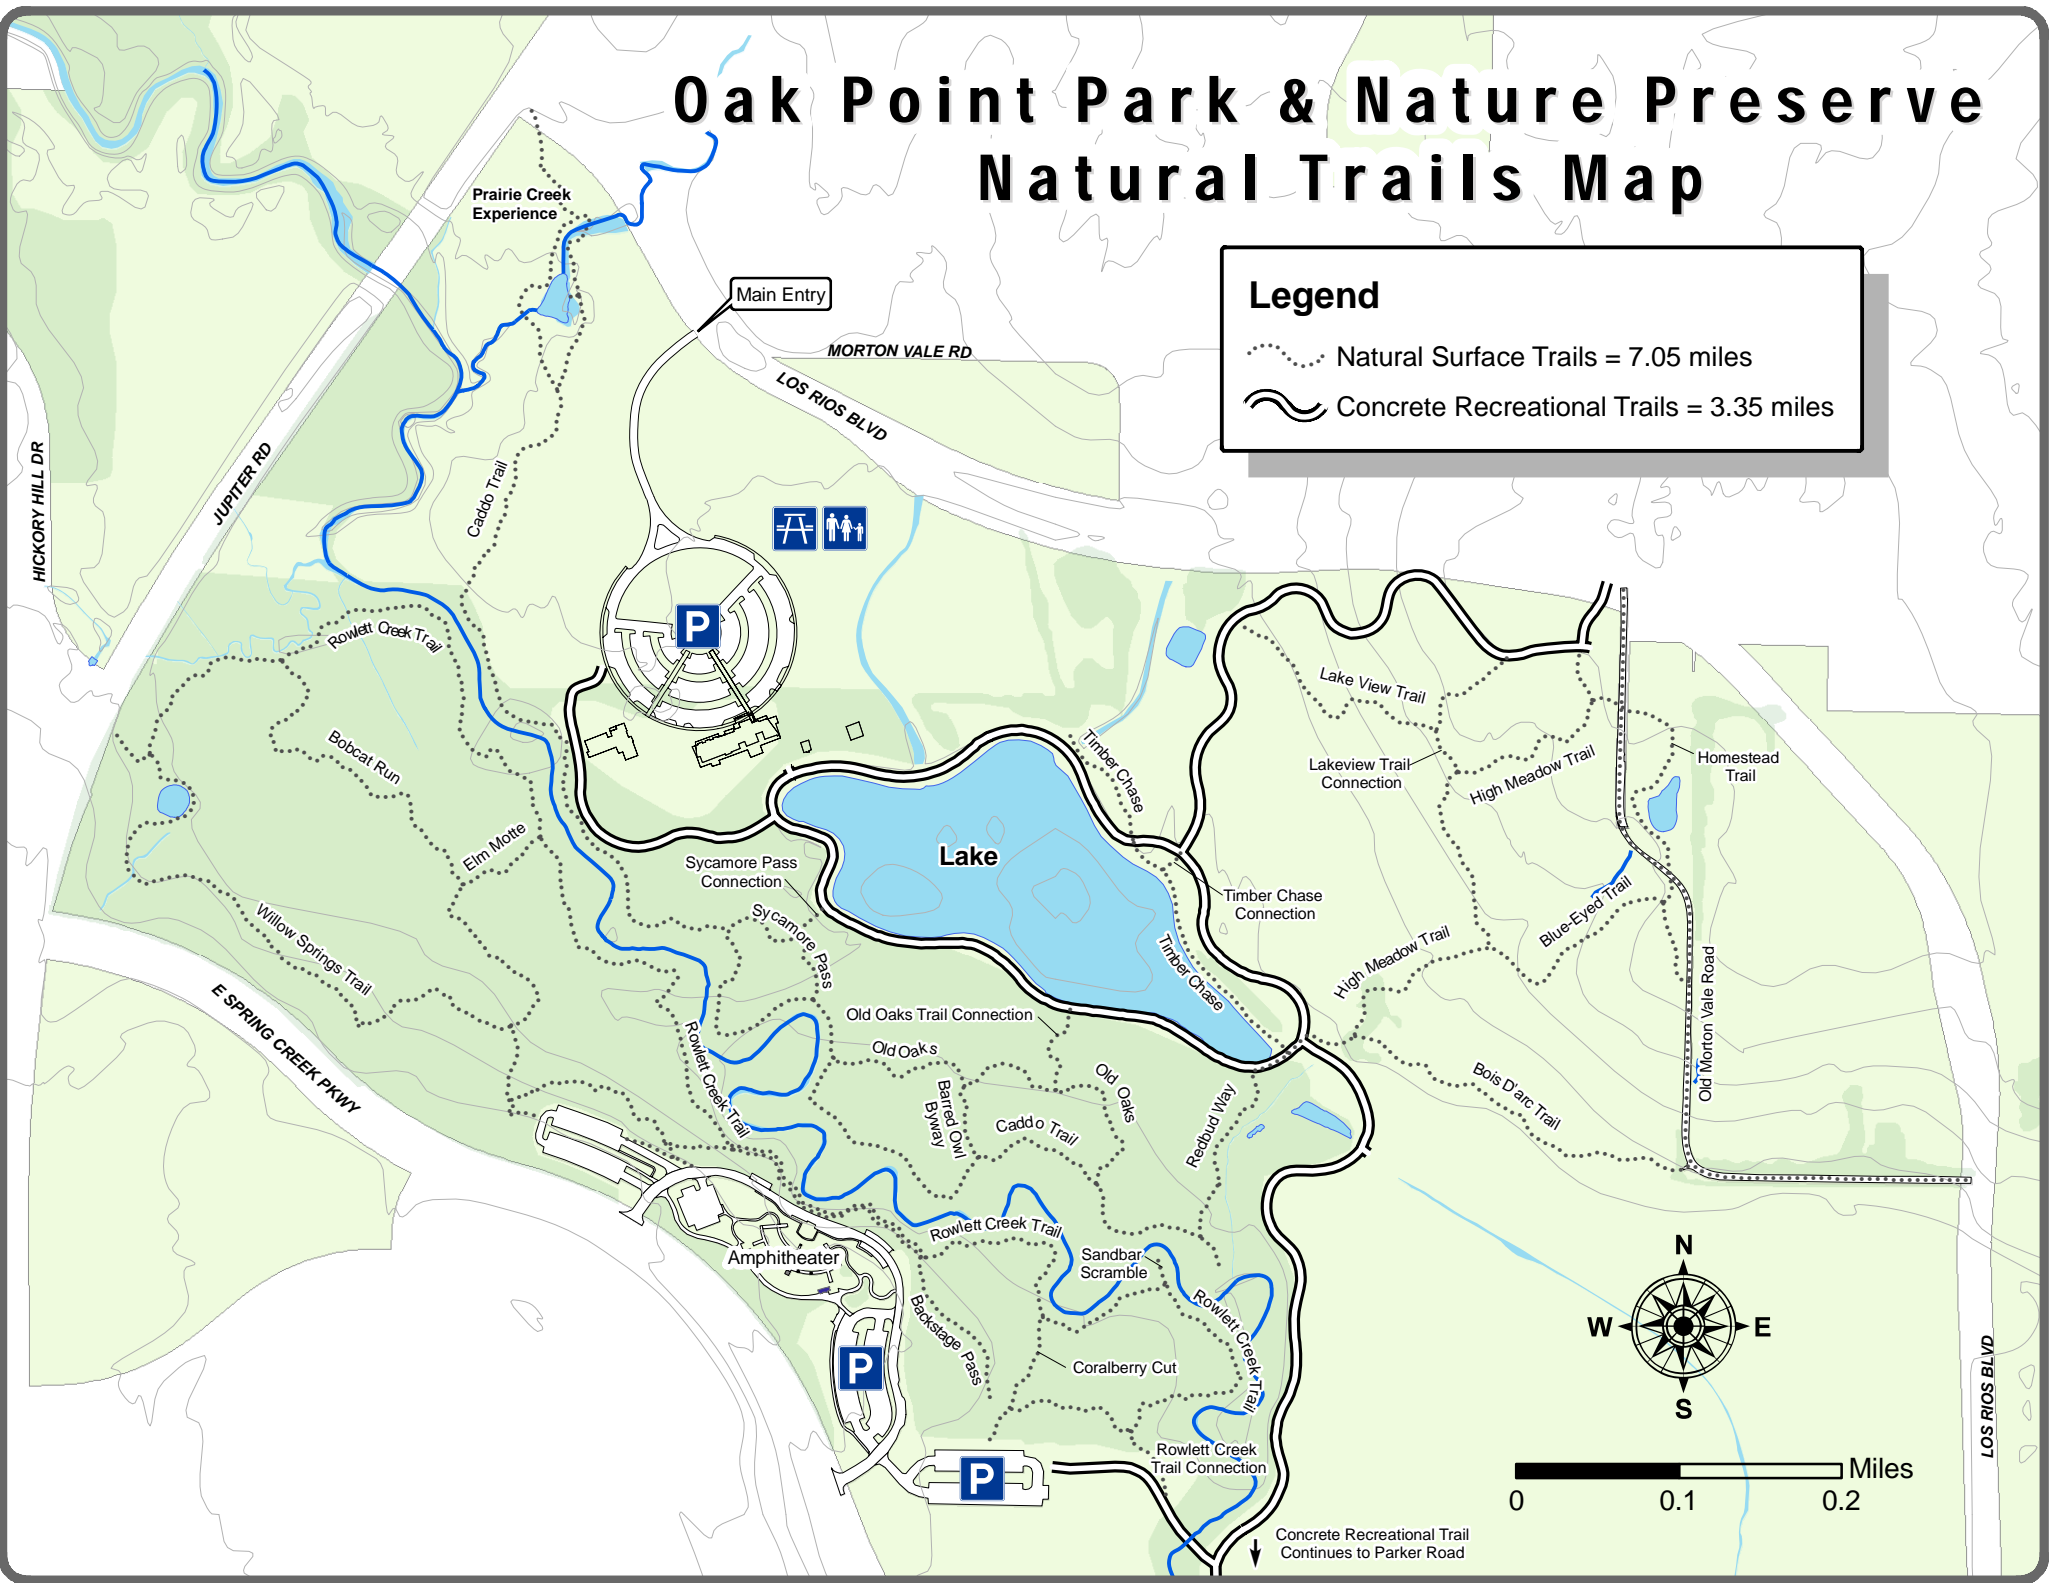 Oak Point Park & Nature Preserve
Natural Trails Map
Prairie Creek
Experience
Main Entry
Legend
Natural Surface Trails = 7.05 miles
Concrete Recreational Trails = 3.35 miles
MORTON VALE RD
LOS RIOS BLVD
HICKORY HILL DR
JUPITER RD
Caddo Trail
P
Rowlett Creek Trail
Lake View Trail
Bobcat Run
Timber Chase
Lakeview Trail
Connection
High Meadow Trail
Homestead
Trail
Elm Motte
Sycamore Pass
Connection
Lake
Timber Chase
Connection
Willow Springs Trail
Sycamore Pass
Blue-Eyed Trail
High Meadow Trail
Timber Chase
Old Morton Vale Road
E SPRING CREEK PKWY
Old Oaks Trail Connection
Old Oaks
Rowlett Creek Trail
Barred Owl
Byway
Old Oaks
Caddo Trail
Redbud Way
Bois D'arc Trail
Rowlett Creek Trail
Amphitheater
Sandbar
Scramble
Backstage Pass
Rowlett Creek Trail
Coralberry Cut
P
Rowlett Creek
Trail Connection
P
N
W
E
S
LOS RIOS BLVD
Miles
0
0.1
0.2
Concrete Recreational Trail
Continues to Parker Road